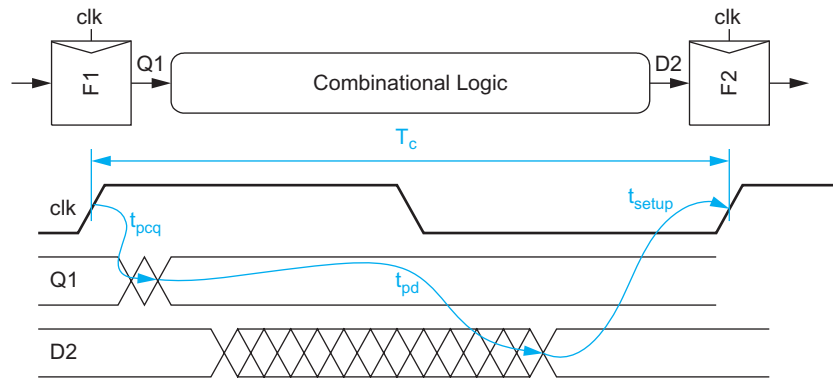 clk clk
F1 Q1 Combinational Logic D2 F2
Tc
clk tpcq tsetup
Q1 tpd
D2